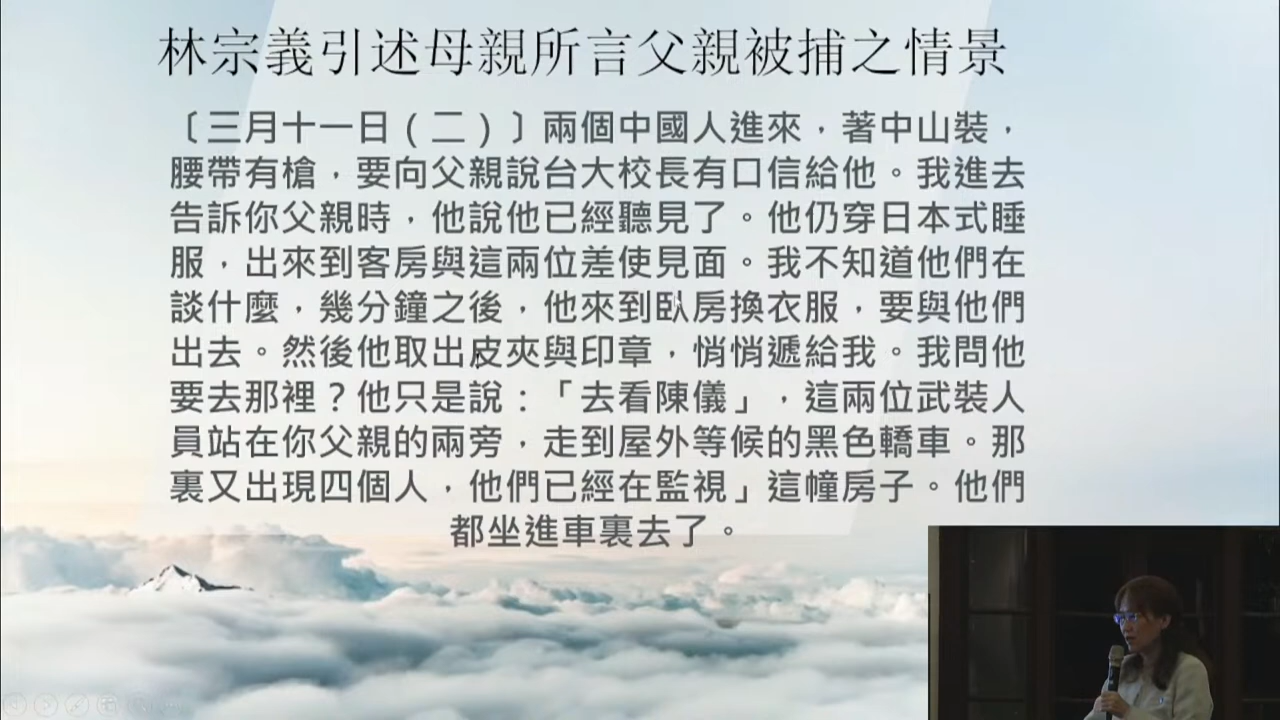 林宗義引述母親所言父親被捕之情景
〔三月十一日（二）〕兩個中國人進來，著中山裝，
腰帶有槍，要向父親說台大校長有口信給他。我進去
告訴你父親時，他說他已經聽見了。他仍穿日本式睡
服，出來到客房與這兩位差使見面。我不知道他們在
談什麼，幾分鐘之後，他來到臥房換衣服，要與他們
出去。然後他取出皮夾與印章，悄悄遞給我。我問他
要去那裡？他只是說：「去看陳儀」，這兩位武裝人
員站在你父親的兩旁，走到屋外等候的黑色轎車。那
裏又出現四個人，他們已經在監視」這幢房子。他們
都坐進車裏去了。